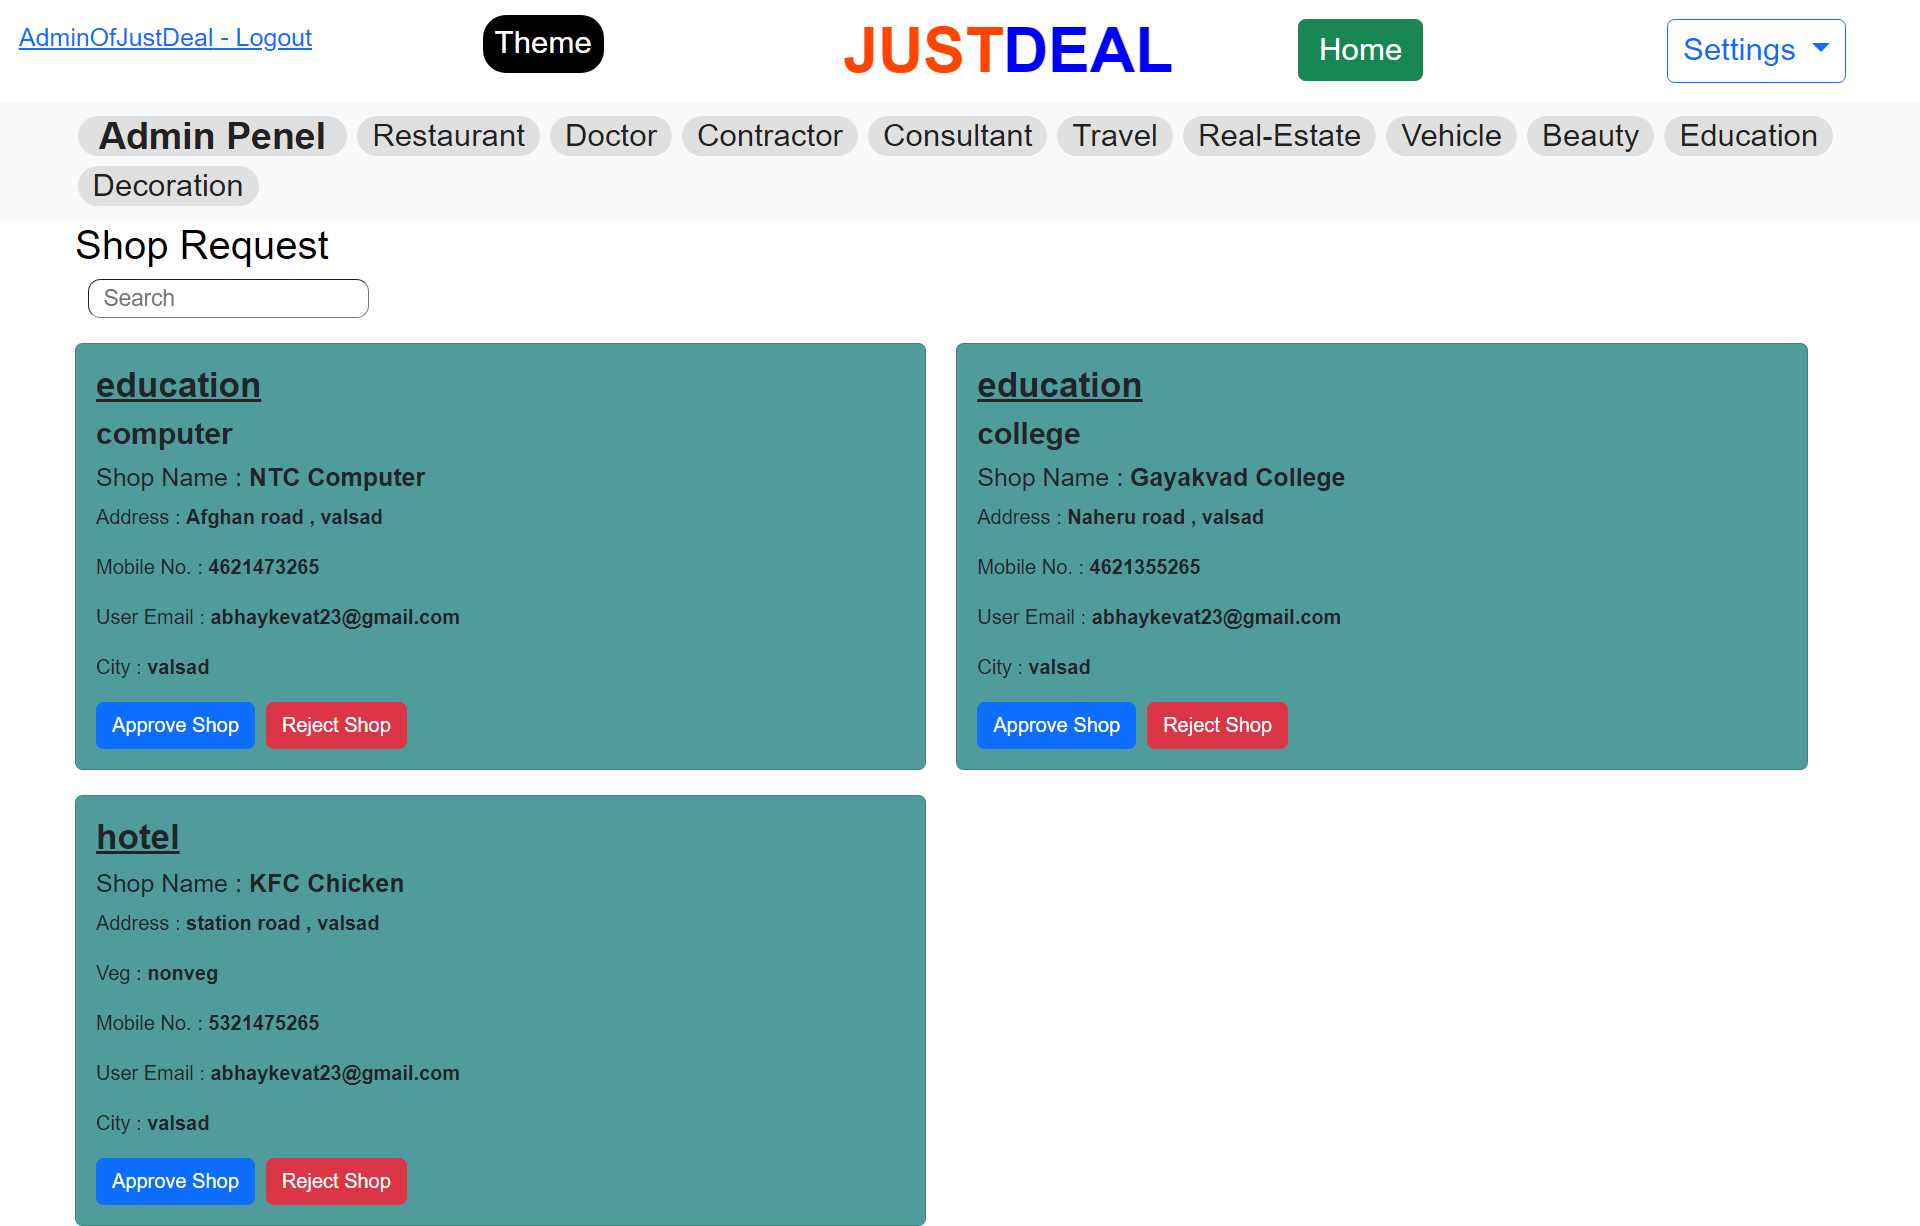 AdminOfJustDeal - Logout Theme JUSTDEAL Home Settings
Admin Penel Restaurant Doctor Contractor Consultant Travel Real-Estate Vehicle Beauty Education
Decoration
Shop Request
Search
education
computer
Shop Name : NTC Computer
Address : Afghan road , valsad
Mobile No. : 4621473265
User Email : abhaykevat23@gmail.com
City : valsad
Approve Shop Reject Shop
education
college
Shop Name : Gayakvad College
Address : Naheru road , valsad
Mobile No. : 4621355265
User Email : abhaykevat23@gmail.com
City : valsad
Approve Shop Reject Shop
hotel
Shop Name : KFC Chicken
Address : station road , valsad
Veg : nonveg
Mobile No. : 5321475265
User Email : abhaykevat23@gmail.com
City : valsad
Approve Shop Reject Shop